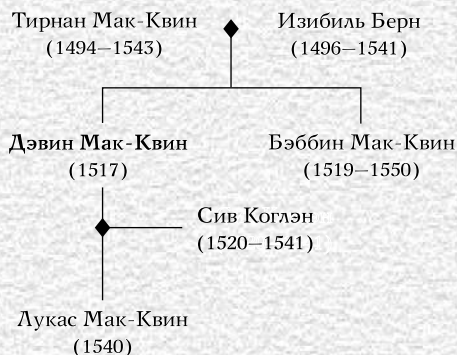 Тирнан Мак-Квин
(1494–1543)
Изибиль Берн
(1496–1541)
Дэвин Мак-Квин
(1517)
Бэббин Мак-Квин
(1519–1550)
Сив Коглэн
(1520–1541)
Лукас Мак-Квин
(1540)